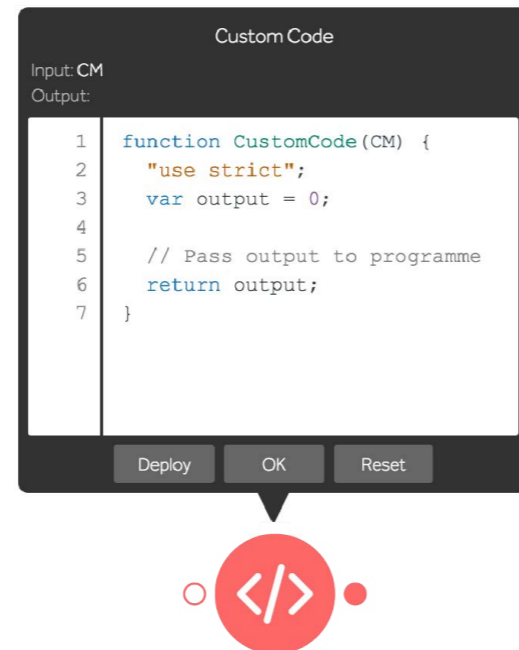 Custom Code
Input: CM
Output:
1 function CustomCode(CM) {
2 "use strict";
3 var output = 0;
4
5 // Pass output to programme
6 return output;
7 }
Deploy OK Reset
</>